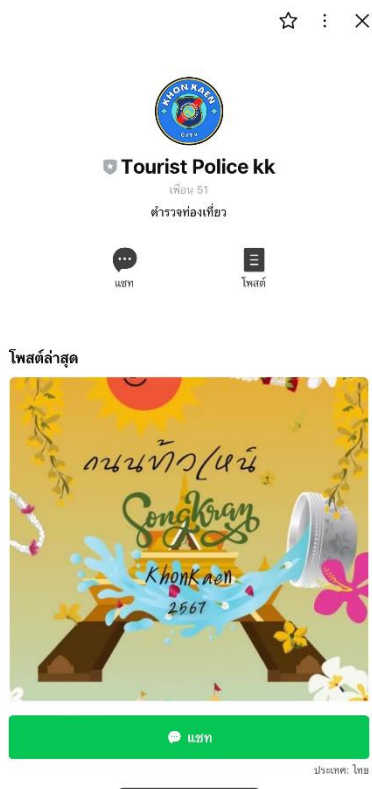 KHON KAEN
CITY
Tourist Police kk
เพื่อน 51
ตำรวจท่องเที่ยว
แชท
โพสต์
โพสต์ล่าสุด
ถนนข้าวเหนี
Songkran
KhonKaen
2567
แชท
ประเทศ: ไทย